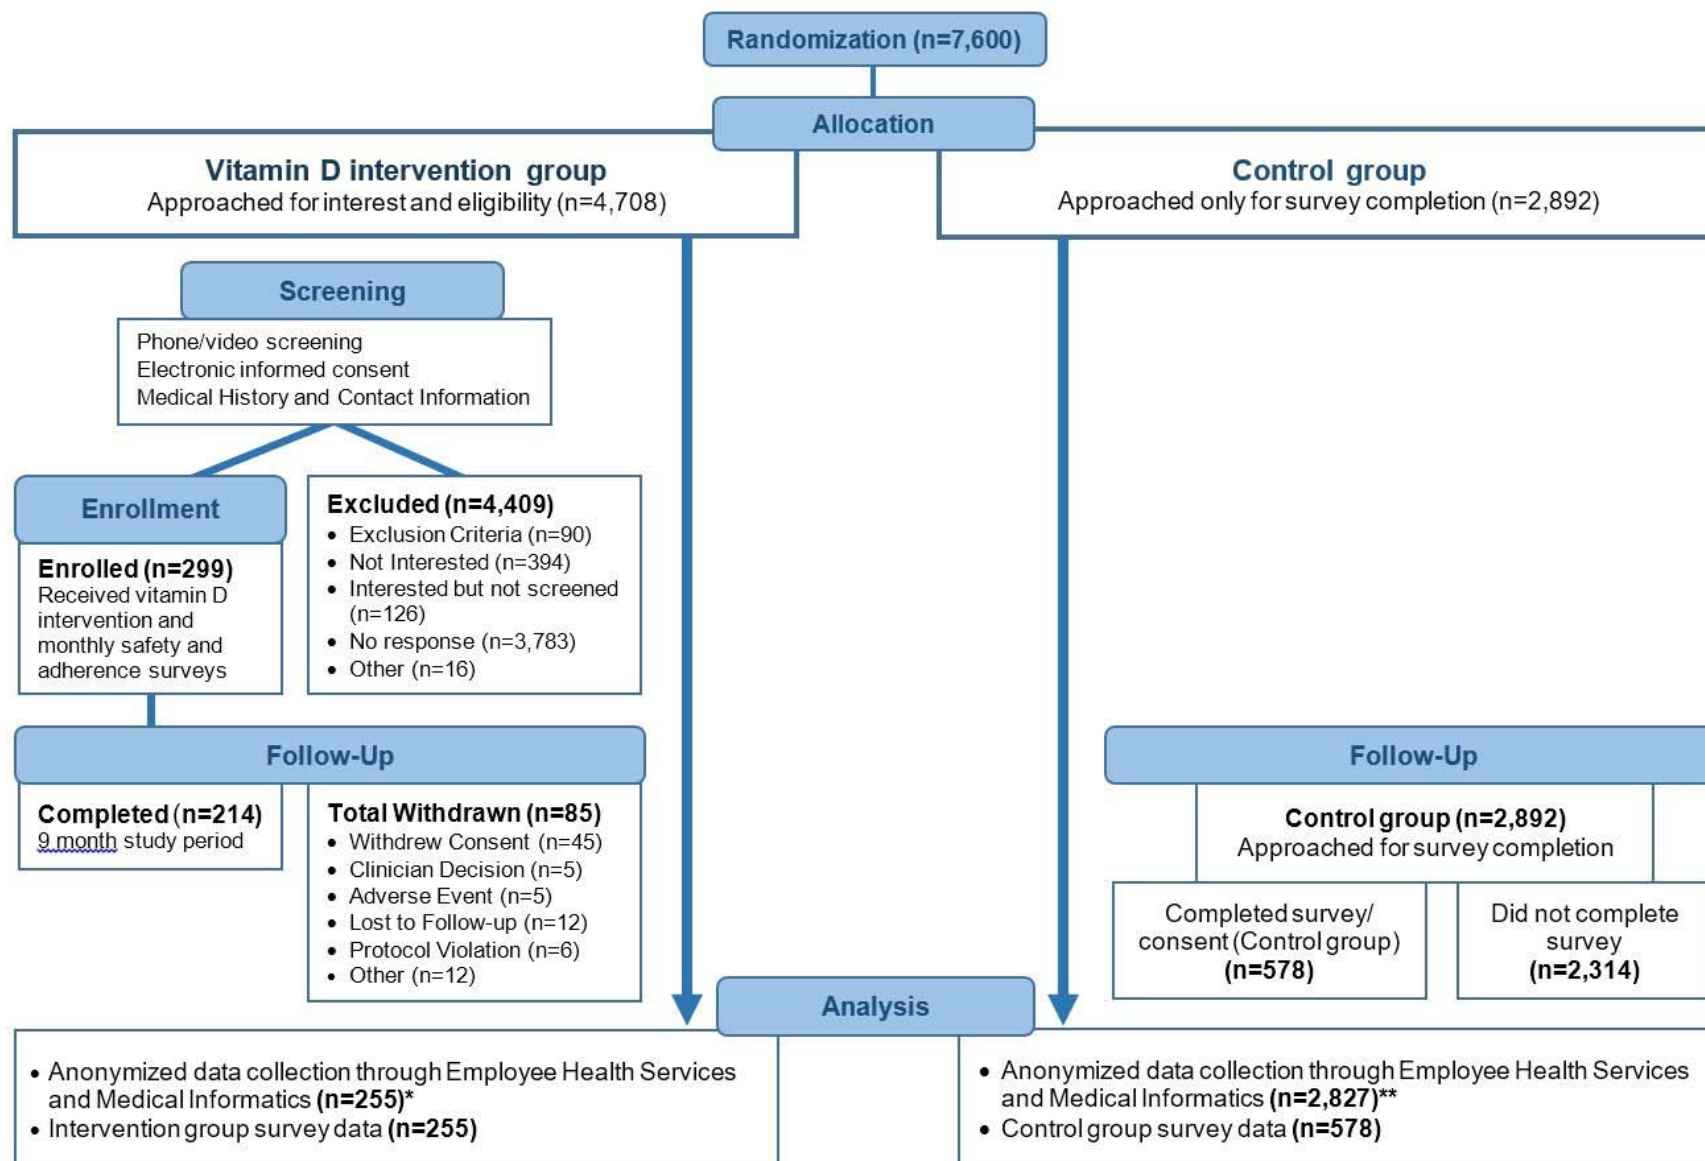 Randomization (n=7,600)
Allocation
Vitamin D intervention group
Approached for interest and eligibility (n=4,708)
Control group
Approached only for survey completion (n=2,892)
Screening
Phone/video screening
Electronic informed consent
Medical History and Contact Information
Enrollment
Enrolled (n=299)
Received vitamin D
intervention and
monthly safety and
adherence surveys
Excluded (n=4,409)
• Exclusion Criteria (n=90)
• Not Interested (n=394)
• Interested but not screened
(n=126)
• No response (n=3,783)
• Other (n=16)
Follow-Up
Completed (n=214)
9 month study period
Total Withdrawn (n=85)
• Withdrew Consent (n=45)
• Clinician Decision (n=5)
• Adverse Event (n=5)
• Lost to Follow-up (n=12)
• Protocol Violation (n=6)
• Other (n=12)
Follow-Up
Control group (n=2,892)
Approached for survey completion
Completed survey/
consent (Control group)
(n=578)
Did not complete
survey
(n=2,314)
Analysis
• Anonymized data collection through Employee Health Services
and Medical Informatics (n=255)*
• Intervention group survey data (n=255)
• Anonymized data collection through Employee Health Services
and Medical Informatics (n=2,827)**
• Control group survey data (n=578)